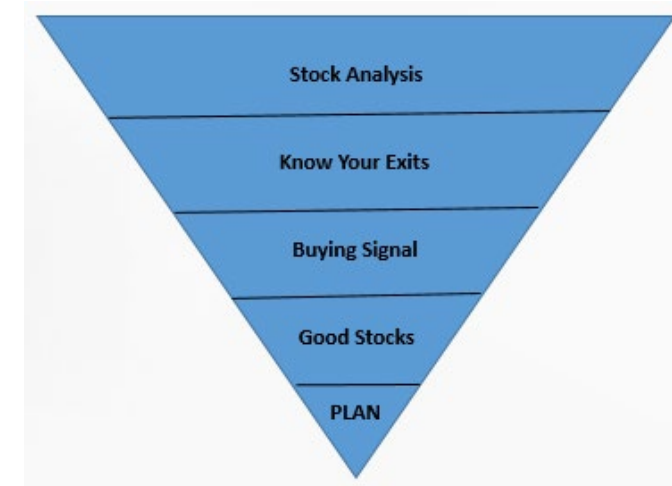 Stock Analysis
Know Your Exits
Buying Signal
Good Stocks
PLAN